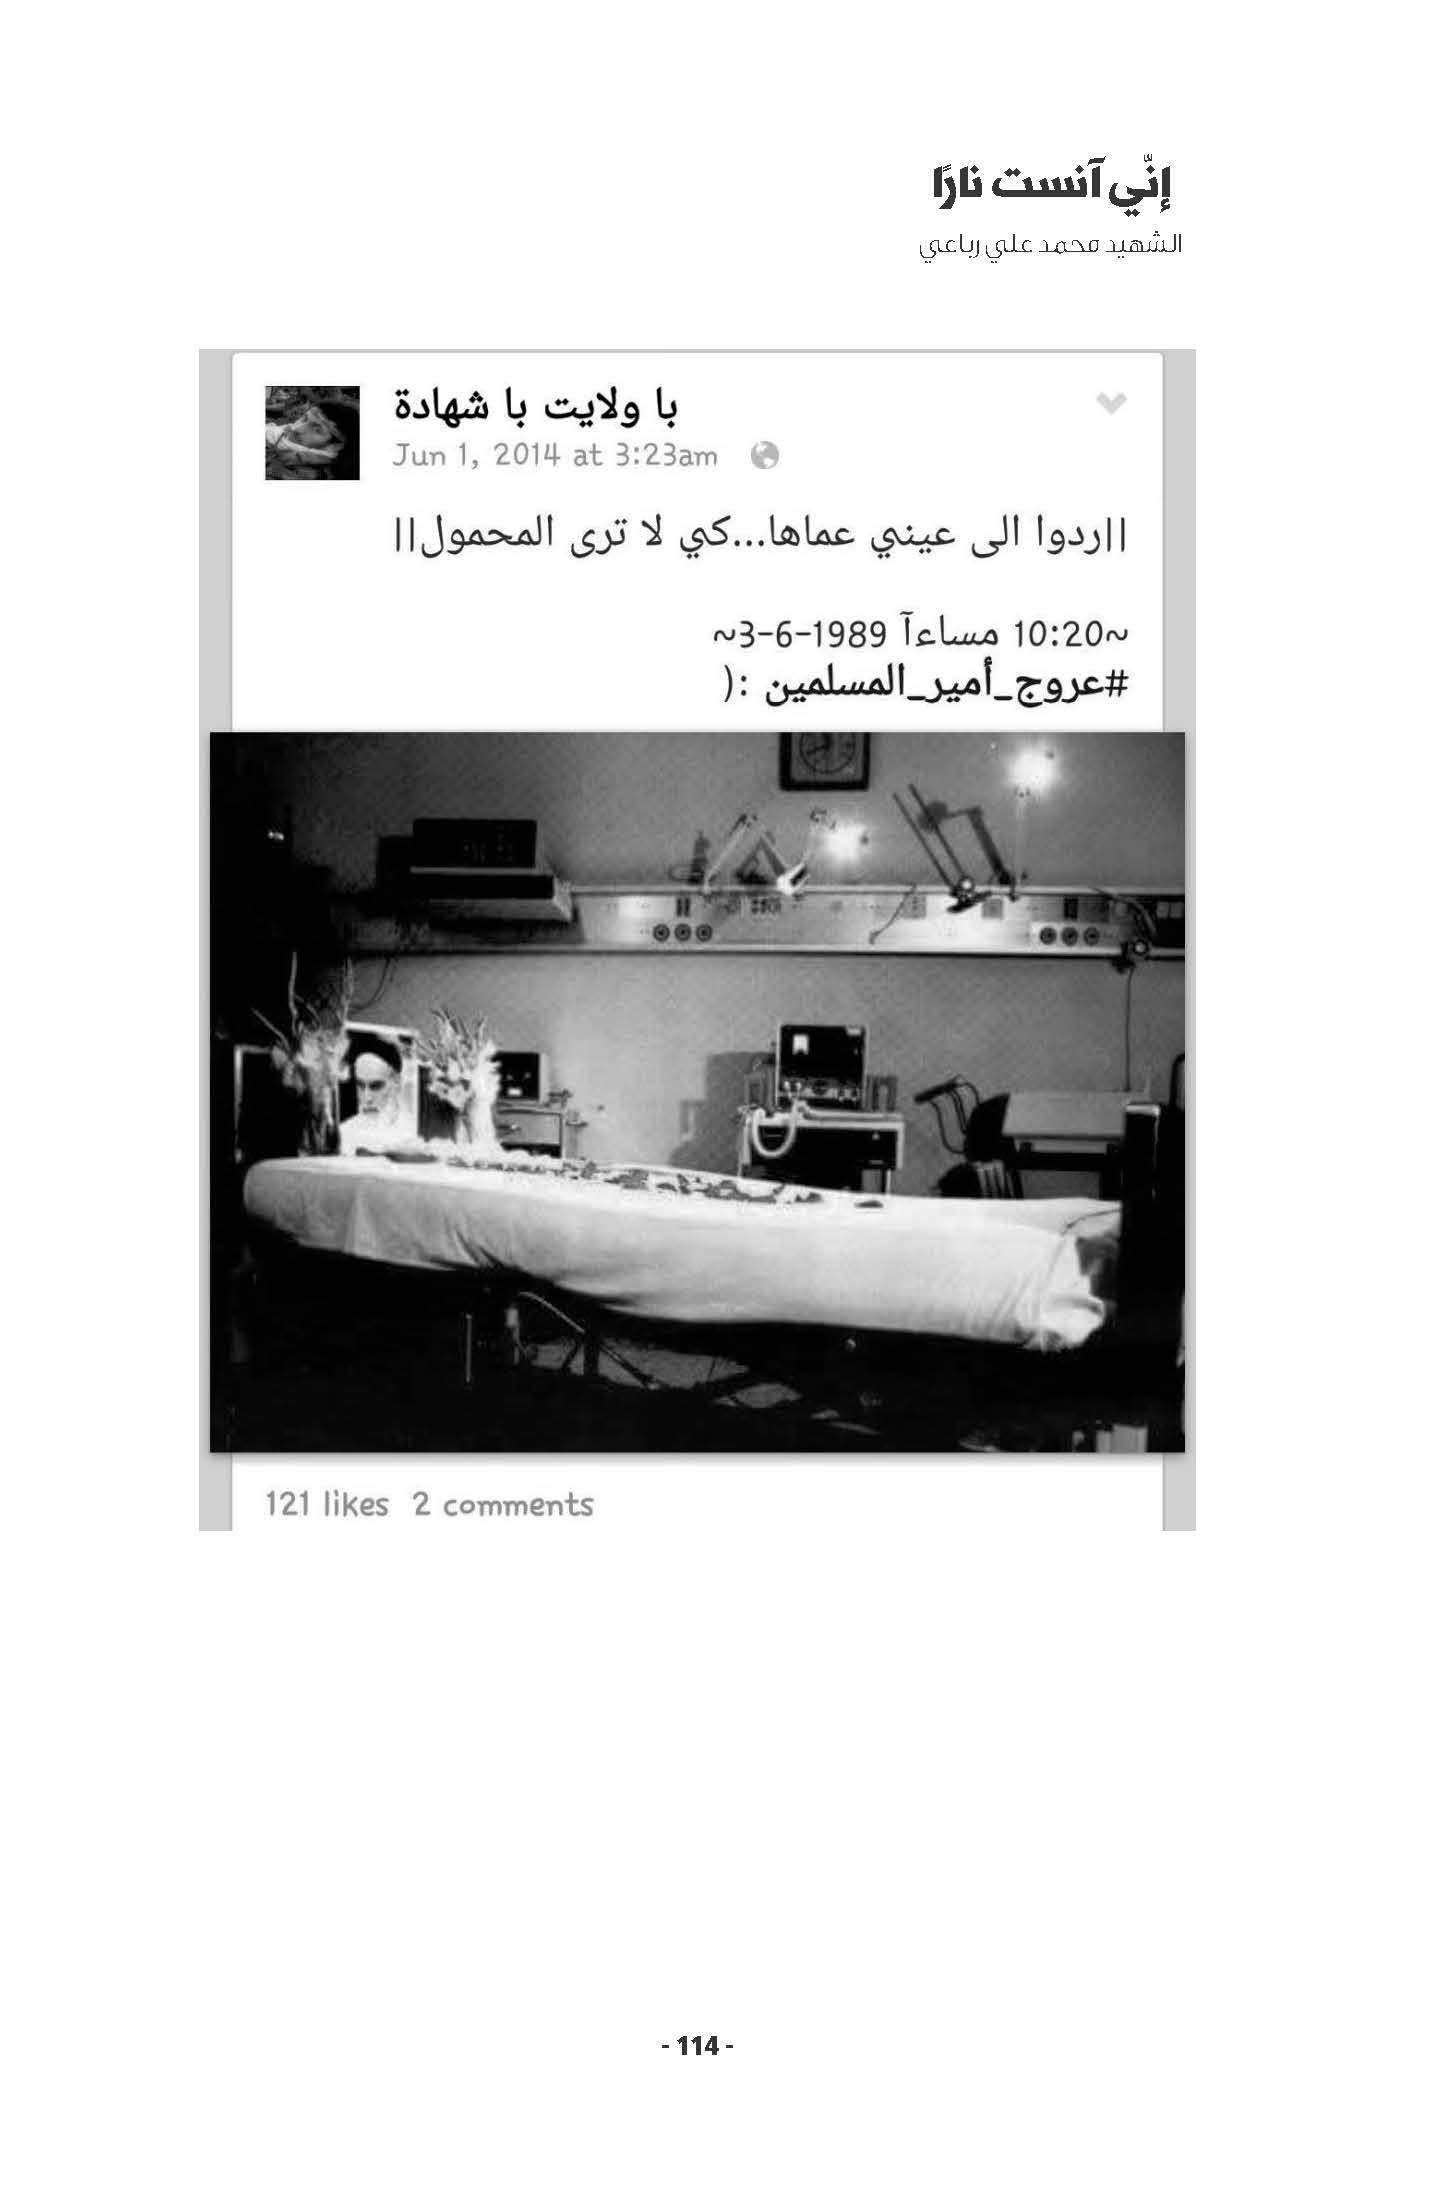 إنّي آنست نارًا
الشهيد محمد علي رباعي
با ولايت با شهادة
Jun 1, 2014 at 3:23am
||ردوا الى عيني عماها...كي لا ترى المحمول||
~10:20 مساءآ 1989-6-3~
#عروج_أمير_المسلمين :(
121 likes 2 comments
- 114 -